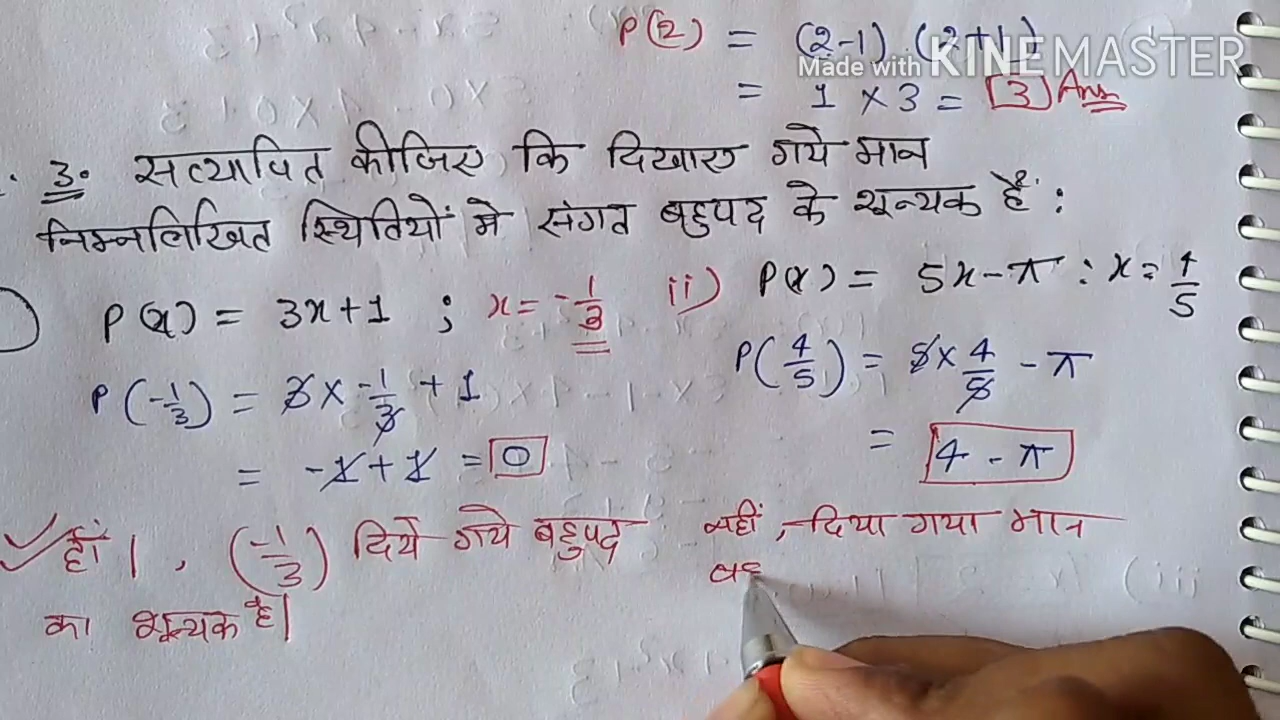 P(2) = (2-1) (2+1)
Made with KINEMASTER
= 1 × 3 = 3 Ans
3. सत्यापित कीजिए कि दिखाए गये मान
निम्नलिखित स्थितियों मे संगत बहुपद के शून्यक हैं :
P(x) = 3x+1 ; x = -1/3
P(-1/3) = 3 × -1/3 + 1
= -1 + 1 = 0
हाँ । , (-1/3) दिये गये बहुपद
का शून्यक है।
ii) P(x) = 5x - π : x = 4/5
P(4/5) = 5 × 4/5 - π
= 4 - π
नहीं, दिया गया मान
बह